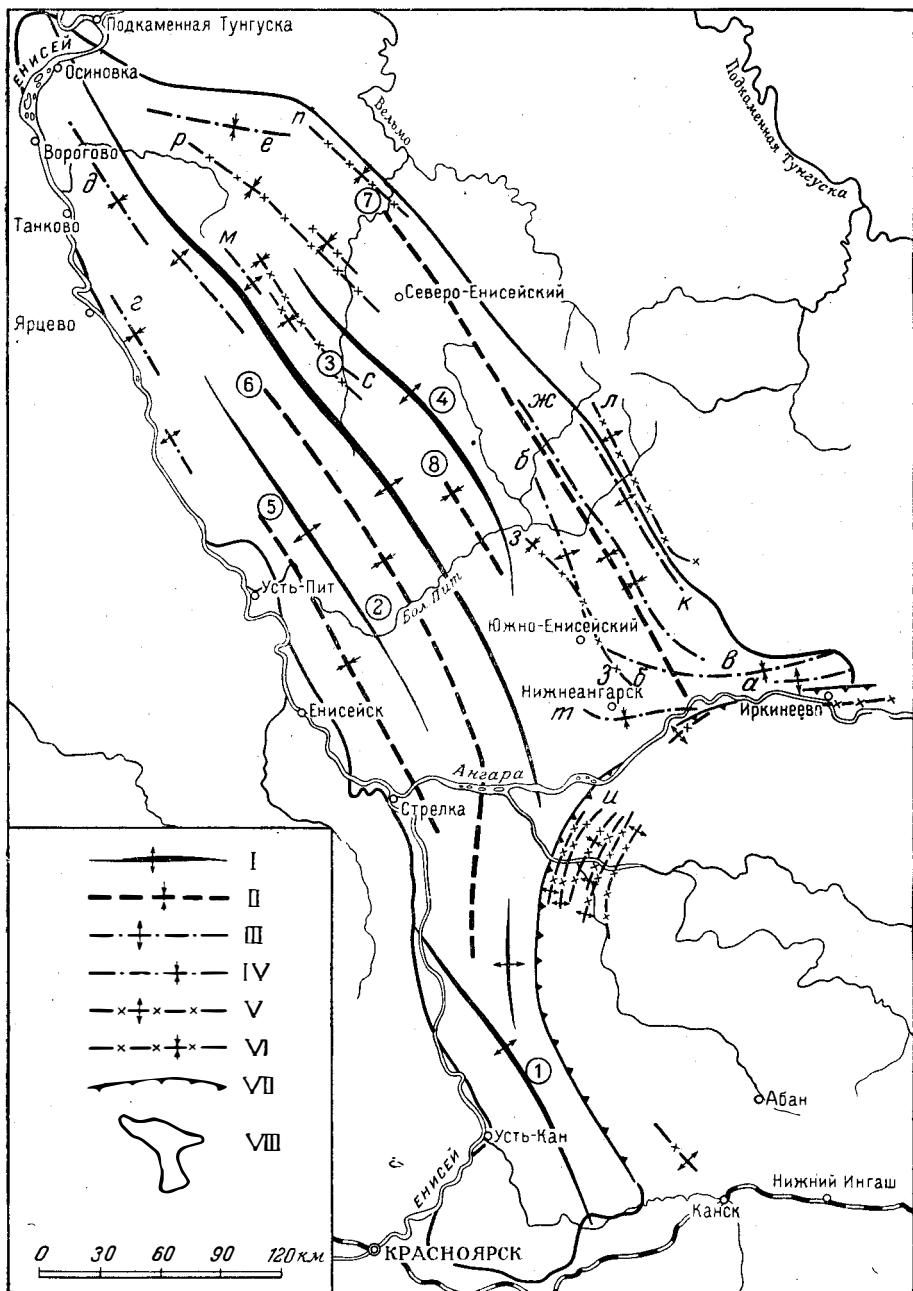 Подкаменная Тунгуска
ЕНИСЕЙ
Осиновка
Ворогово
Танково
Ярцево
Вельмо
Подкаменная Тунгуска
п
е
р
д
7
м
Северо-Енисейский
г
3
с
6
4
ж
л
б
8
5
з
Усть-Пит
2
Бол. Пит
к
Южно-Енисейский
в
З
б
а
Нижнеангарск
Иркинеево
т
Енисейск
Ангара
Стрелка
и
I
II
III
IV
V
VI
VII
VIII
1
Абан
Усть-Кан
ЕНИСЕЙ
Нижний Ингаш
Канск
КРАСНОЯРСК
0 30 60 90 120 км